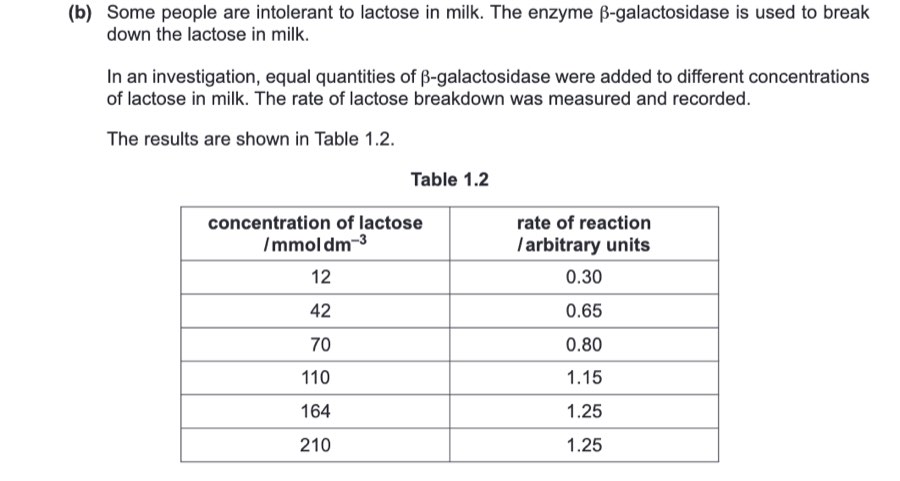 (b) Some people are intolerant to lactose in milk. The enzyme β-galactosidase is used to break
down the lactose in milk.
In an investigation, equal quantities of β-galactosidase were added to different concentrations
of lactose in milk. The rate of lactose breakdown was measured and recorded.
The results are shown in Table 1.2.
Table 1.2
concentration of lactose rate of reaction
/mmol dm⁻³ /arbitrary units
12 0.30
42 0.65
70 0.80
110 1.15
164 1.25
210 1.25